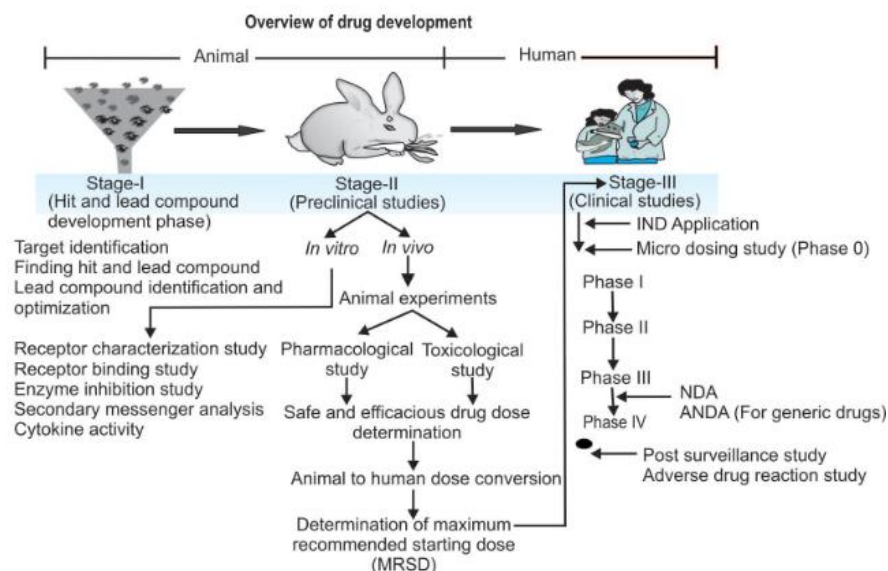 Overview of drug development
Animal
Human
Stage-I
(Hit and lead compound
development phase)
Target identification
Finding hit and lead compound
Lead compound identification and
optimization
Receptor characterization study
Receptor binding study
Enzyme inhibition study
Secondary messenger analysis
Cytokine activity
Stage-II
(Preclinical studies)
In vitro
In vivo
Animal experiments
Pharmacological
study
Toxicological
study
Safe and efficacious drug dose
determination
Animal to human dose conversion
Determination of maximum
recommended starting dose
(MRSD)
Stage-III
(Clinical studies)
IND Application
Micro dosing study (Phase 0)
Phase I
Phase II
Phase III
NDA
ANDA (For generic drugs)
Phase IV
Post surveillance study
Adverse drug reaction study